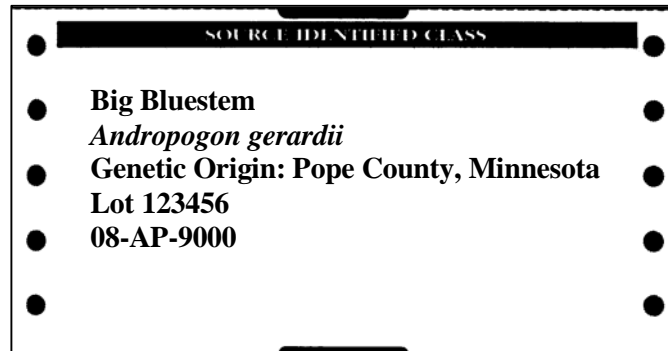 SOURCE IDENTIFIED CLASS
Big Bluestem
Andropogon gerardii
Genetic Origin: Pope County, Minnesota
Lot 123456
08-AP-9000